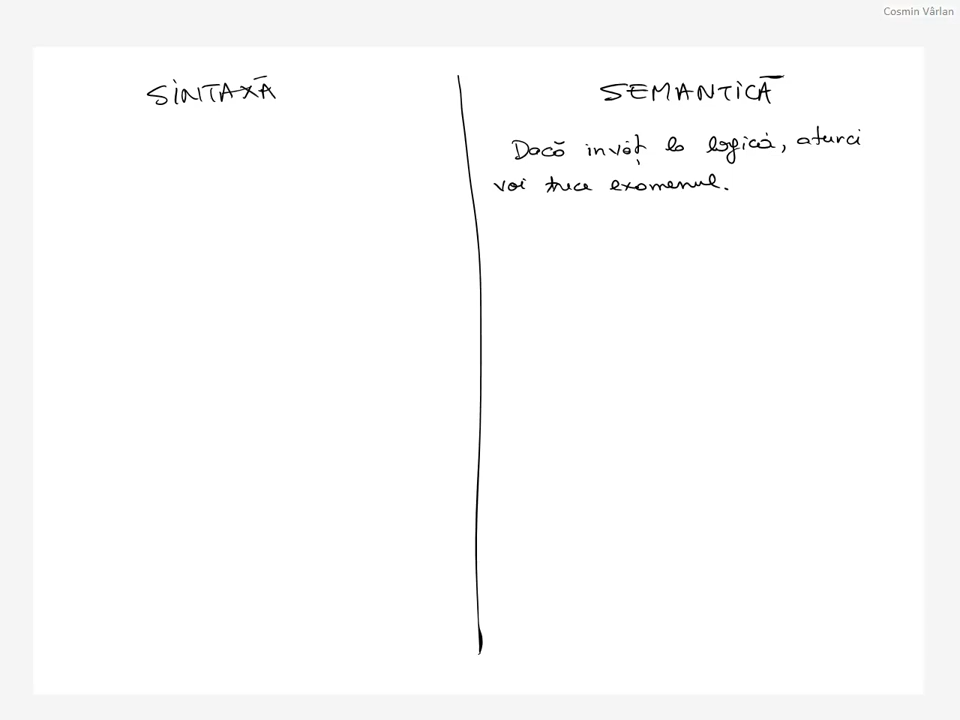 Cosmin Vârlan
SINTAXĂ
SEMANTICĂ
Dacă învăț la logică, atunci
voi trece examenul.